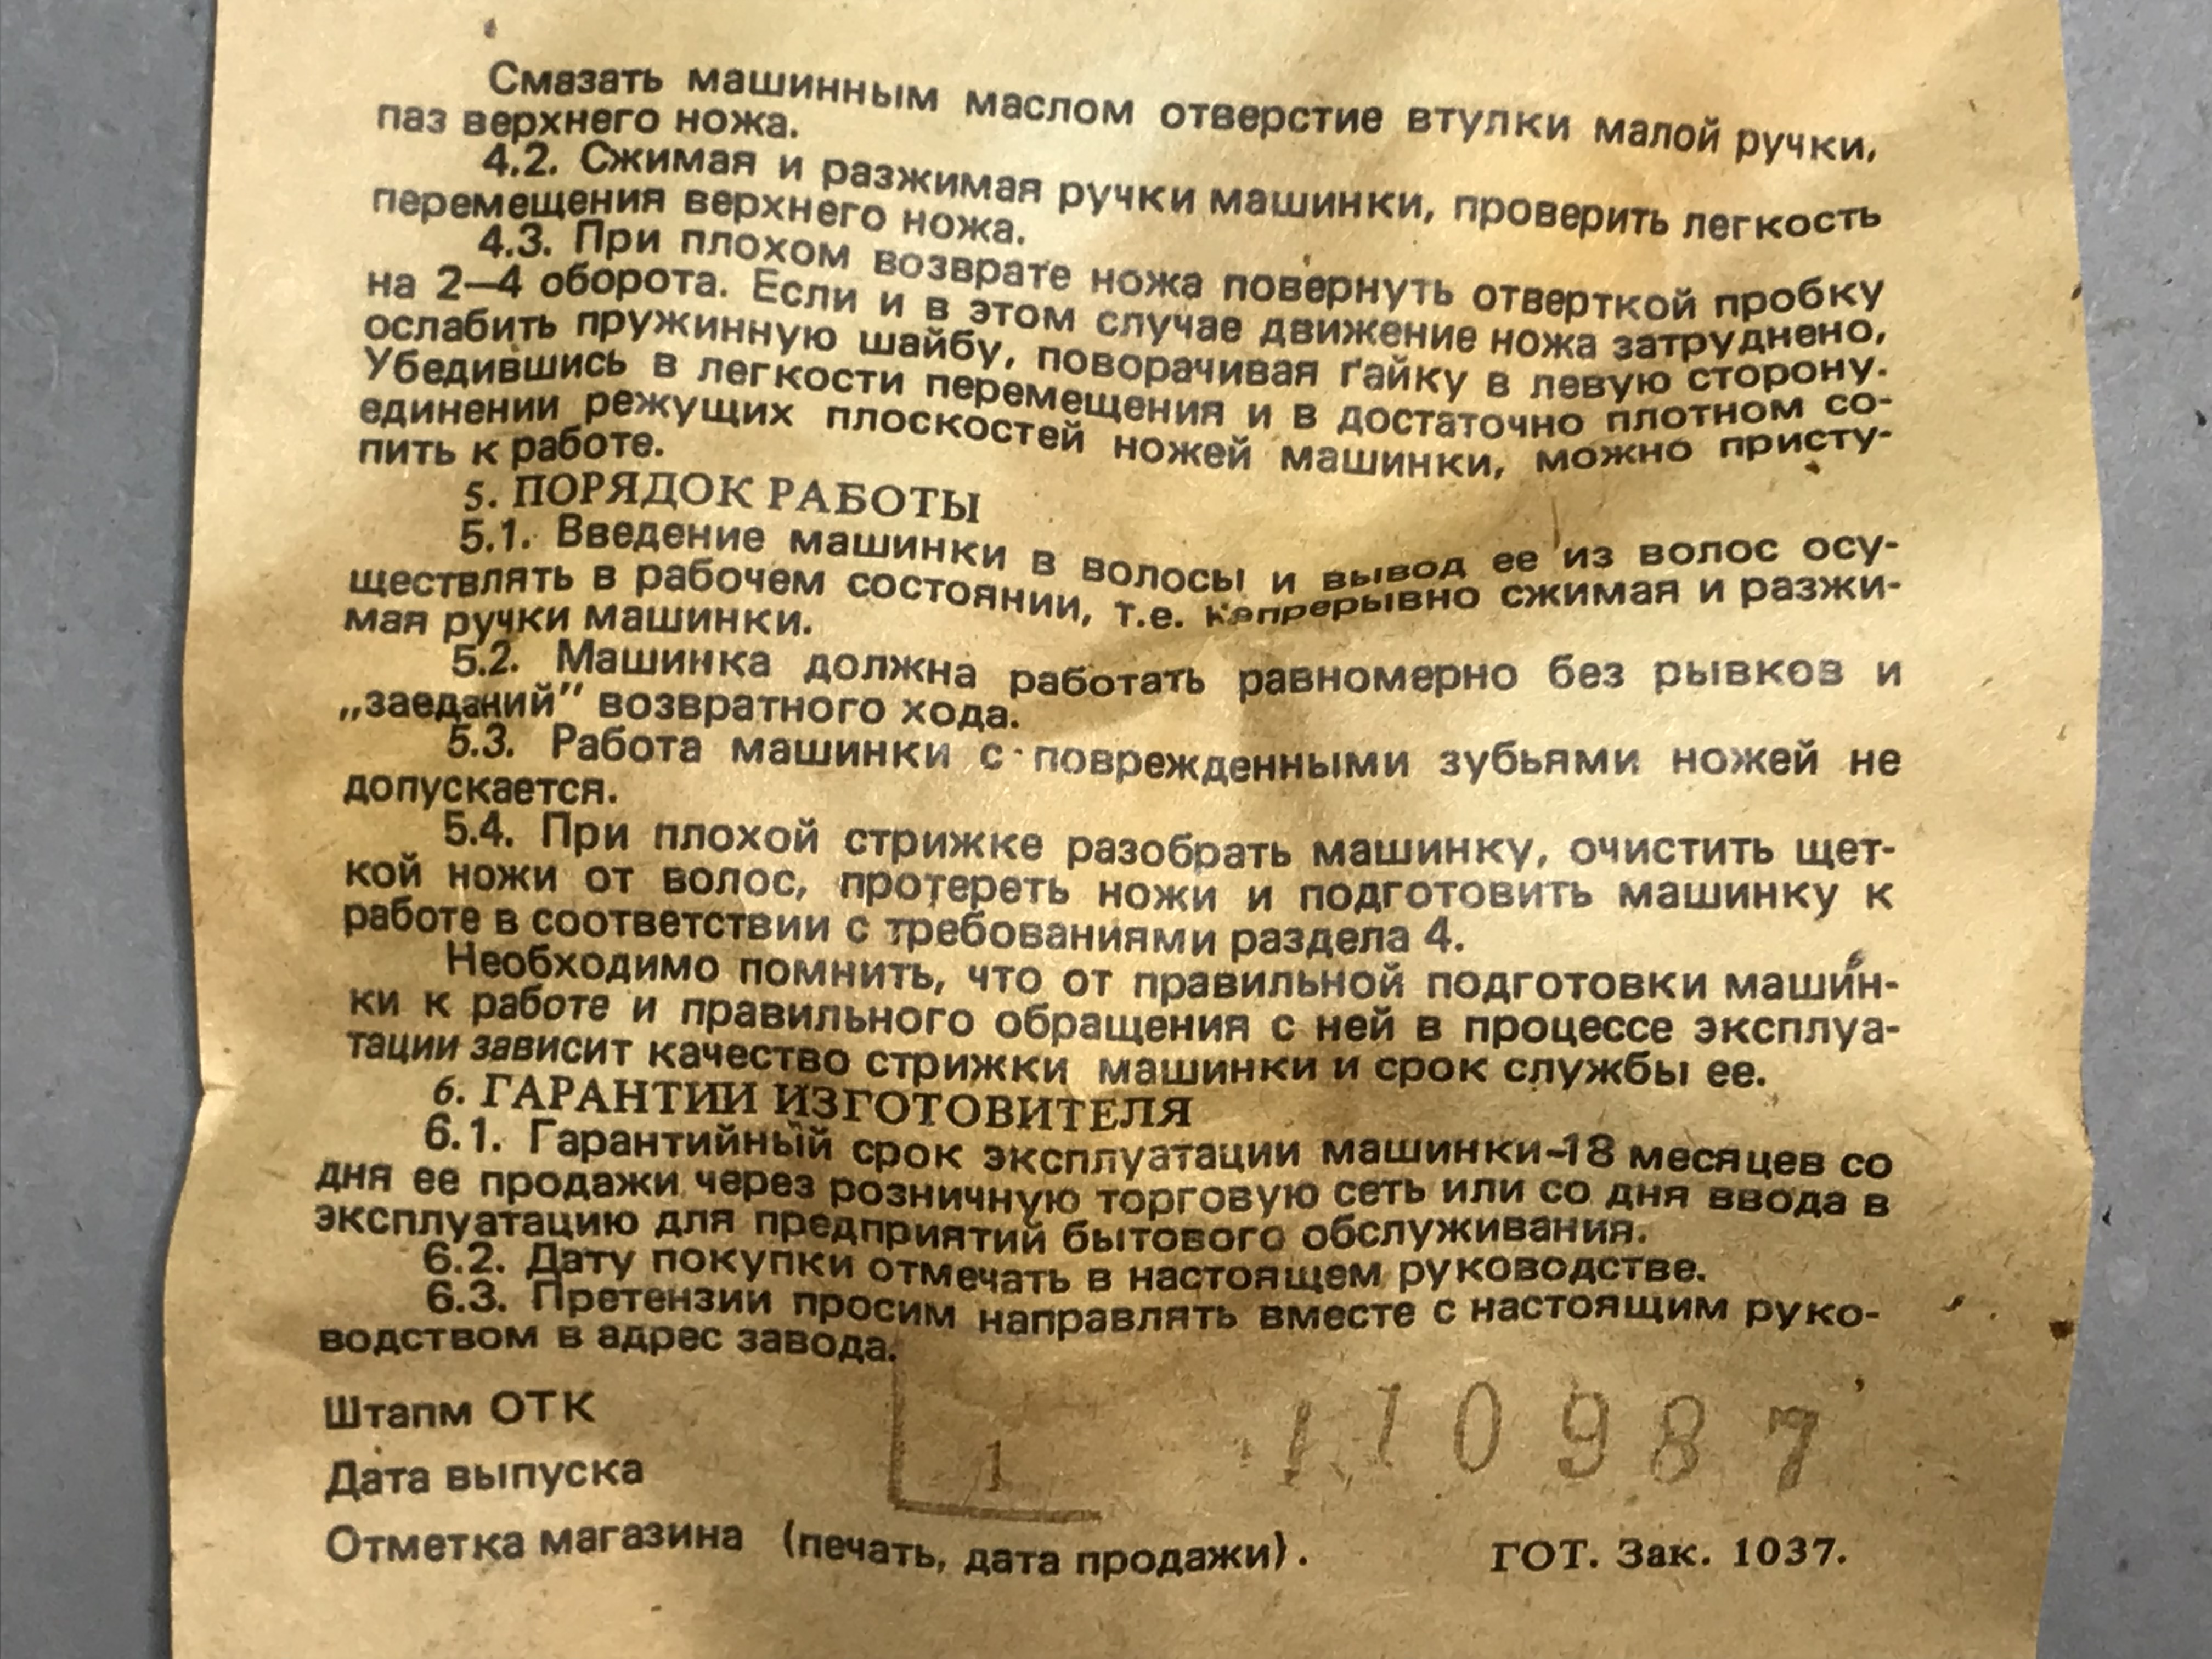 Смазать машинным маслом отверстие втулки малой ручки,
паз верхнего ножа.
4.2. Сжимая и разжимая ручки машинки, проверить легкость
перемещения верхнего ножа.
4.3. При плохом возврате ножа повернуть отверткой пробку
на 2—4 оборота. Если и в этом случае движение ножа затруднено,
ослабить пружинную шайбу, поворачивая гайку в левую сторону.
Убедившись в легкости перемещения и в достаточно плотном со-
единении режущих плоскостей ножей машинки, можно присту-
пить к работе.
5. ПОРЯДОК РАБОТЫ
5.1. Введение машинки в волосы и вывод ее из волос осу-
ществлять в рабочем состоянии, т.е. непрерывно сжимая и разжи-
мая ручки машинки.
5.2. Машинка должна работать равномерно без рывков и
„заеданий" возвратного хода.
5.3. Работа машинки с поврежденными зубьями ножей не
допускается.
5.4. При плохой стрижке разобрать машинку, очистить щет-
кой ножи от волос, протереть ножи и подготовить машинку к
работе в соответствии с требованиями раздела 4.
Необходимо помнить, что от правильной подготовки машин-
ки к работе и правильного обращения с ней в процессе эксплуа-
тации зависит качество стрижки машинки и срок службы ее.
6. ГАРАНТИИ ИЗГОТОВИТЕЛЯ
6.1. Гарантийный срок эксплуатации машинки-18 месяцев со
дня ее продажи через розничную торговую сеть или со дня ввода в
эксплуатацию для предприятий бытового обслуживания.
6.2. Дату покупки отмечать в настоящем руководстве.
6.3. Претензии просим направлять вместе с настоящим руко-
водством в адрес завода.
Штапм ОТК
1 110987
Дата выпуска
Отметка магазина (печать, дата продажи). ГОТ. Зак. 1037.